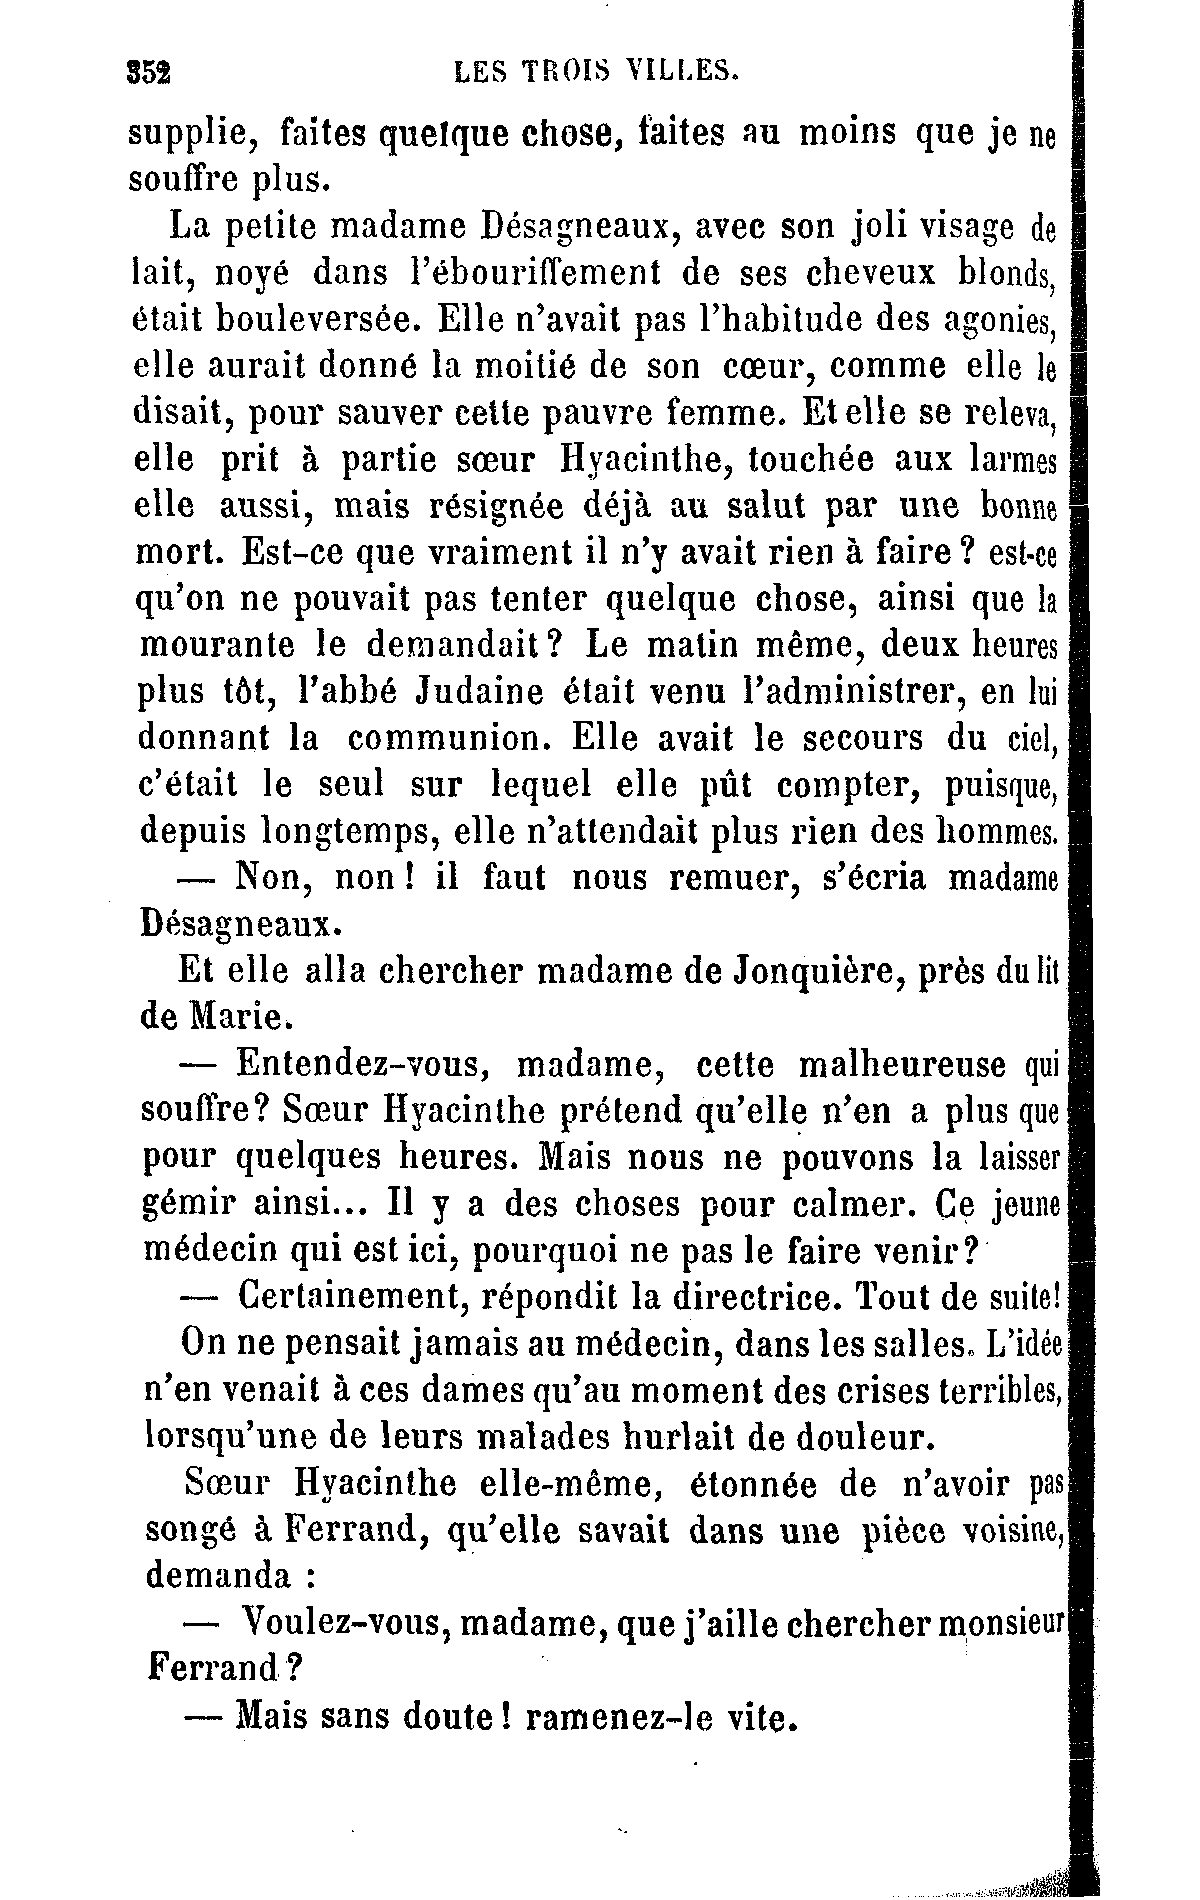 352 LES TROIS VILLES.
supplie, faites quelque chose, faites au moins que je ne
souffre plus.
La petite madame Désagneaux, avec son joli visage de
lait, noyé dans l'ébouriffement de ses cheveux blonds,
était bouleversée. Elle n'avait pas l'habitude des agonies,
elle aurait donné la moitié de son cœur, comme elle le
disait, pour sauver cette pauvre femme. Et elle se releva,
elle prit à partie sœur Hyacinthe, touchée aux larmes
elle aussi, mais résignée déjà au salut par une bonne
mort. Est-ce que vraiment il n'y avait rien à faire ? est-ce
qu'on ne pouvait pas tenter quelque chose, ainsi que la
mourante le demandait ? Le matin même, deux heures
plus tôt, l'abbé Judaine était venu l'administrer, en lui
donnant la communion. Elle avait le secours du ciel,
c'était le seul sur lequel elle pût compter, puisque,
depuis longtemps, elle n'attendait plus rien des hommes.
— Non, non ! il faut nous remuer, s'écria madame
Désagneaux.
Et elle alla chercher madame de Jonquière, près du lit
de Marie.
— Entendez-vous, madame, cette malheureuse qui
souffre? Sœur Hyacinthe prétend qu'elle n'en a plus que
pour quelques heures. Mais nous ne pouvons la laisser
gémir ainsi... Il y a des choses pour calmer. Ce jeune
médecin qui est ici, pourquoi ne pas le faire venir?
— Certainement, répondit la directrice. Tout de suite!
On ne pensait jamais au médecin, dans les salles. L'idée
n'en venait à ces dames qu'au moment des crises terribles,
lorsqu'une de leurs malades hurlait de douleur.
Sœur Hyacinthe elle-même, étonnée de n'avoir pas
songé à Ferrand, qu'elle savait dans une pièce voisine,
demanda :
— Voulez-vous, madame, que j'aille chercher monsieur
Ferrand ?
— Mais sans doute ! ramenez-le vite.